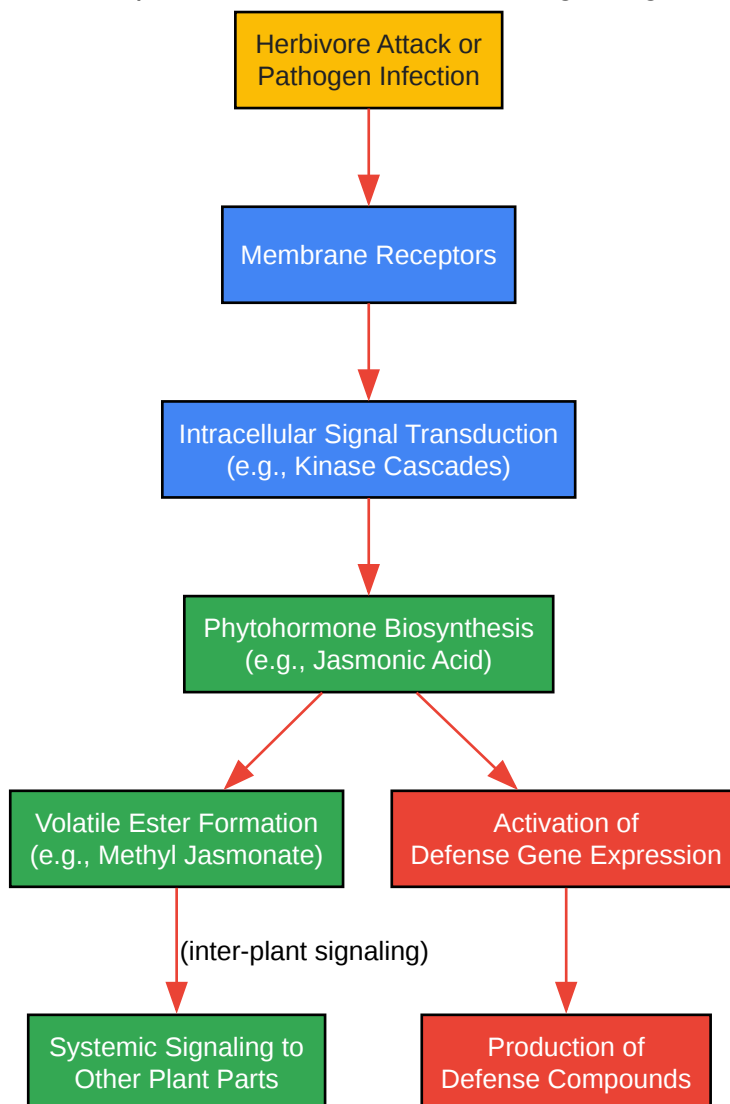 Herbivore Attack or
Pathogen Infection
Membrane Receptors
Intracellular Signal Transduction
(e.g., Kinase Cascades)
Phytohormone Biosynthesis
(e.g., Jasmonic Acid)
Volatile Ester Formation
(e.g., Methyl Jasmonate)
Activation of
Defense Gene Expression
(inter-plant signaling)
Systemic Signaling to
Other Plant Parts
Production of
Defense Compounds